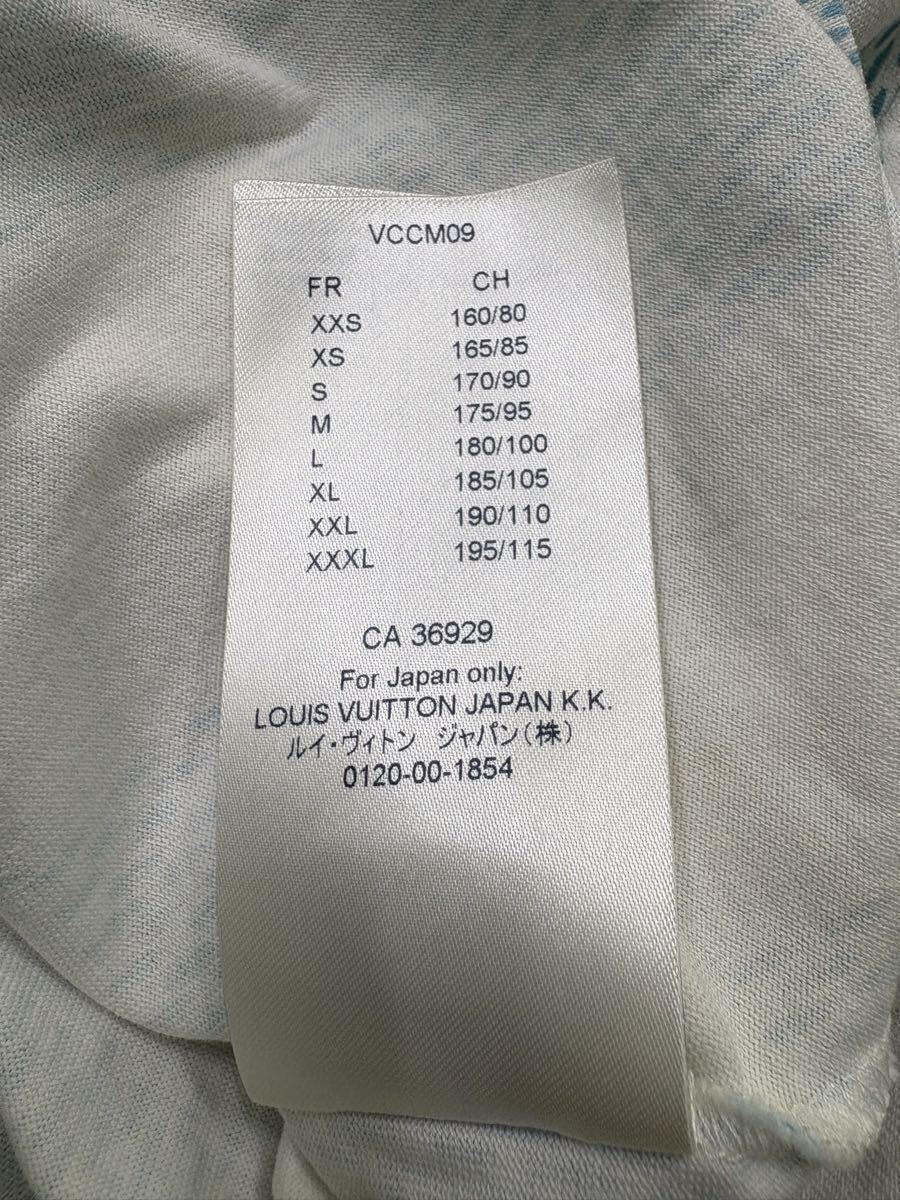 VCCM09
FR CH
XXS 160/80
XS 165/85
S 170/90
M 175/95
L 180/100
XL 185/105
XXL 190/110
XXXL 195/115
CA 36929
For Japan only:
LOUIS VUITTON JAPAN K.K.
ルイ・ヴィトン ジャパン(株)
0120-00-1854